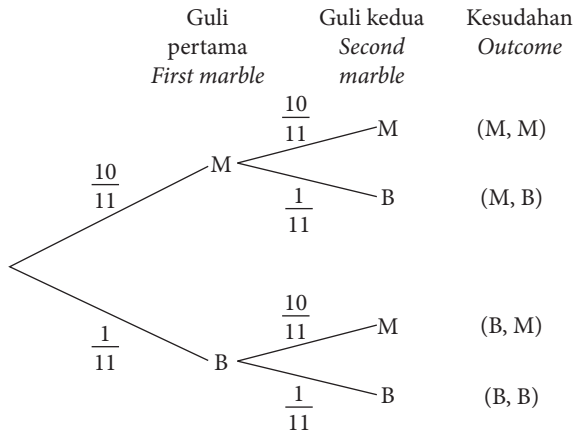 Guli pertama
First marble
Guli kedua
Second marble
Kesudahan
Outcome
10/11
M
10/11
M
(M, M)
1/11
B
(M, B)
1/11
B
10/11
M
(B, M)
1/11
B
(B, B)